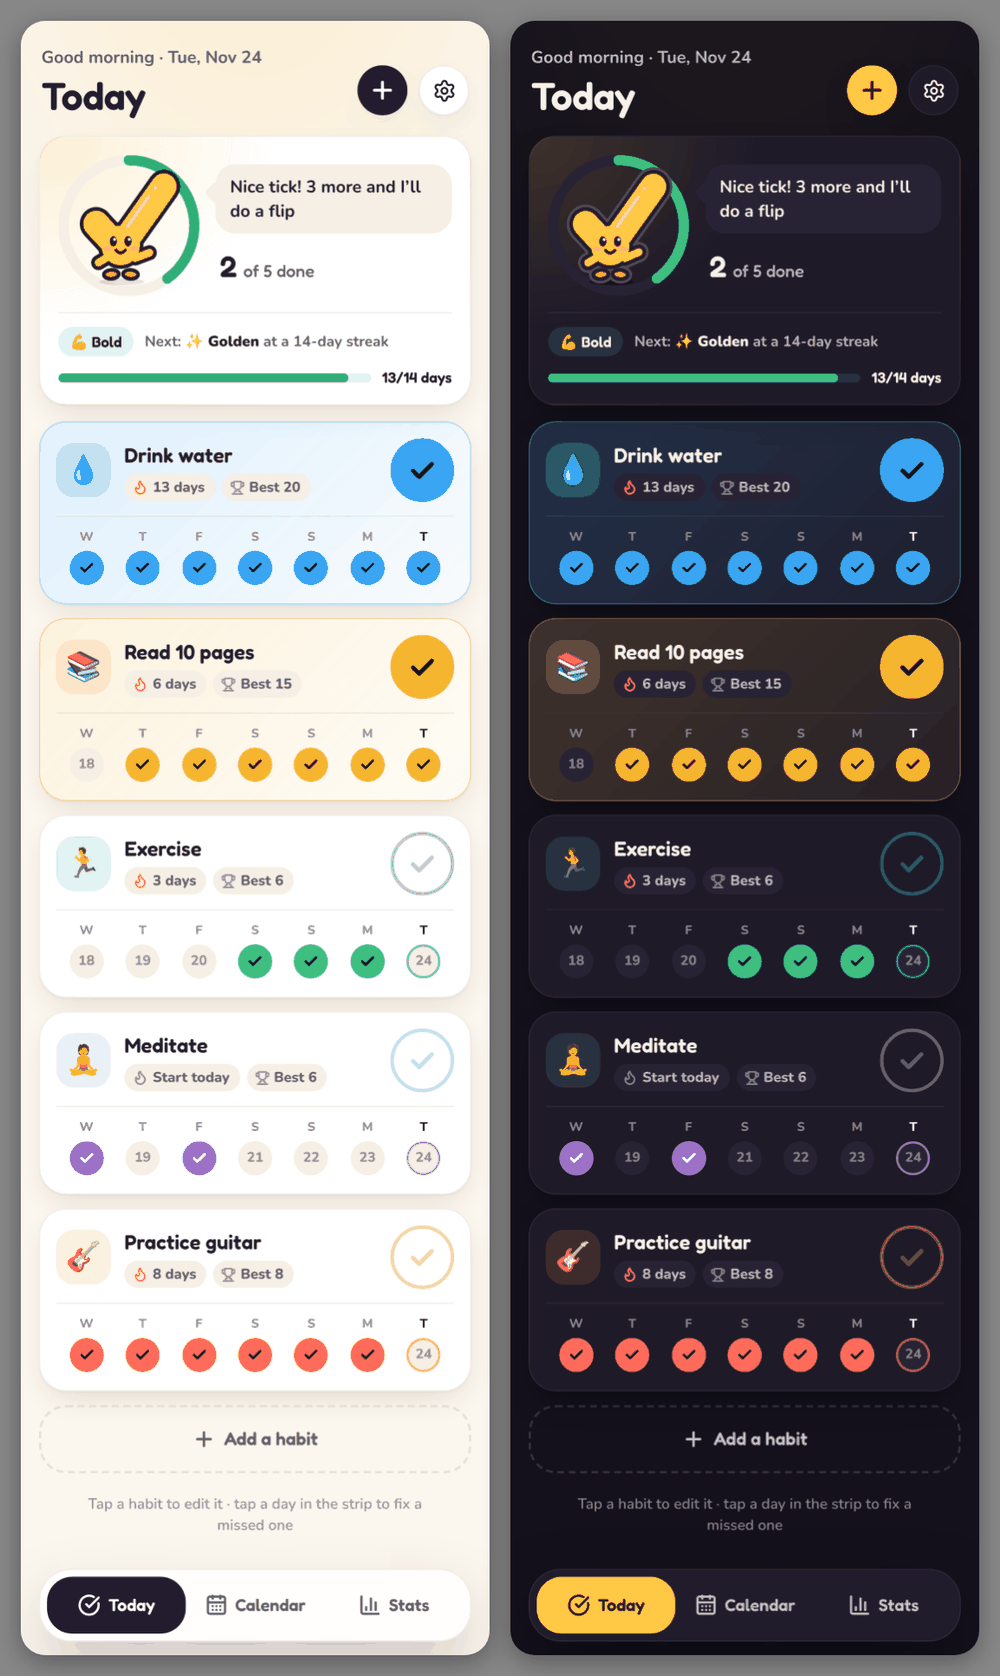 Good morning · Tue, Nov 24
Today
Nice tick! 3 more and I'll
do a flip
2 of 5 done
💪 Bold Next: ✨ Golden at a 14-day streak
13/14 days
Drink water
13 days Best 20
W T F S S M T
Read 10 pages
6 days Best 15
W T F S S M T
18
Exercise
3 days Best 6
W T F S S M T
18 19 20 24
Meditate
Start today Best 6
W T F S S M T
19 21 22 23 24
Practice guitar
8 days Best 8
W T F S S M T
24
+ Add a habit
Tap a habit to edit it · tap a day in the strip to fix a
missed one
Today Calendar Stats
Good morning · Tue, Nov 24
Today
Nice tick! 3 more and I'll
do a flip
2 of 5 done
💪 Bold Next: ✨ Golden at a 14-day streak
13/14 days
Drink water
13 days Best 20
W T F S S M T
Read 10 pages
6 days Best 15
W T F S S M T
18
Exercise
3 days Best 6
W T F S S M T
18 19 20 24
Meditate
Start today Best 6
W T F S S M T
19 21 22 23 24
Practice guitar
8 days Best 8
W T F S S M T
24
+ Add a habit
Tap a habit to edit it · tap a day in the strip to fix a
missed one
Today Calendar Stats